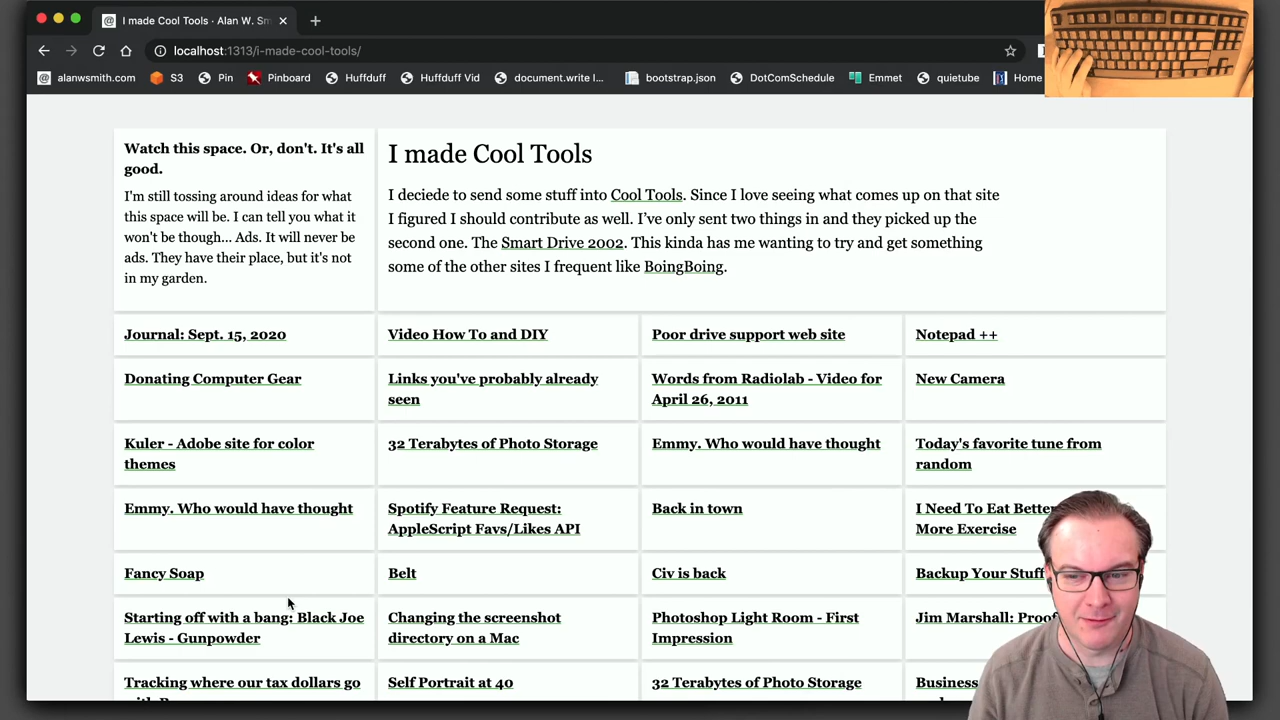 I made Cool Tools · Alan W. Sm
localhost:1313/i-made-cool-tools/
alanwsmith.com S3 Pin Pinboard Huffduff Huffduff Vid document.write I... bootstrap.json DotComSchedule Emmet quietube Home
Watch this space. Or, don't. It's all
good.
I'm still tossing around ideas for what
this space will be. I can tell you what it
won't be though... Ads. It will never be
ads. They have their place, but it's not
in my garden.
I made Cool Tools
I deciede to send some stuff into Cool Tools. Since I love seeing what comes up on that site
I figured I should contribute as well. I’ve only sent two things in and they picked up the
second one. The Smart Drive 2002. This kinda has me wanting to try and get something
some of the other sites I frequent like BoingBoing.
Journal: Sept. 15, 2020
Video How To and DIY
Poor drive support web site
Notepad ++
Donating Computer Gear
Links you've probably already
seen
Words from Radiolab - Video for
April 26, 2011
New Camera
Kuler - Adobe site for color
themes
32 Terabytes of Photo Storage
Emmy. Who would have thought
Today's favorite tune from
random
Emmy. Who would have thought
Spotify Feature Request:
AppleScript Favs/Likes API
Back in town
I Need To Eat Bette
More Exercise
Fancy Soap
Belt
Civ is back
Backup Your Stuff
Starting off with a bang: Black Joe
Lewis - Gunpowder
Changing the screenshot
directory on a Mac
Photoshop Light Room - First
Impression
Jim Marshall: Proo
Tracking where our tax dollars go
Self Portrait at 40
32 Terabytes of Photo Storage
Business